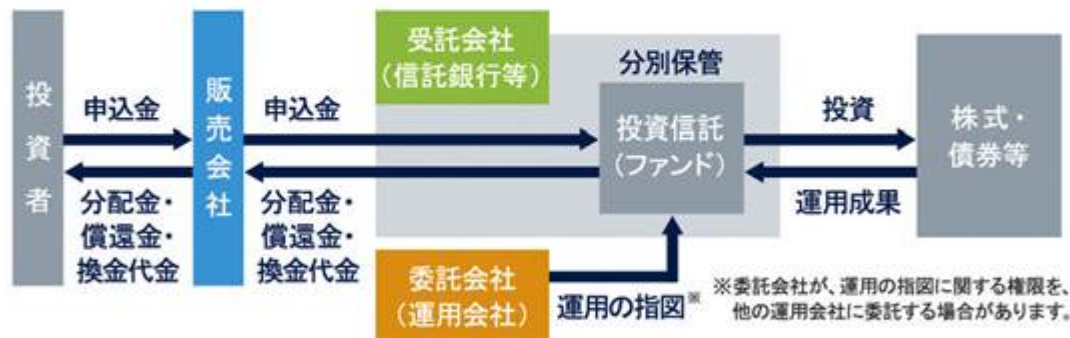 投資者
申込金
分配金・
償還金・
換金代金
販売会社
申込金
分配金・
償還金・
換金代金
受託会社
（信託銀行等）
分別保管
投資信託
（ファンド）
委託会社
（運用会社）
運用の指図※
投資
運用成果
株式・
債券等
※委託会社が、運用の指図に関する権限を、
他の運用会社に委託する場合があります。